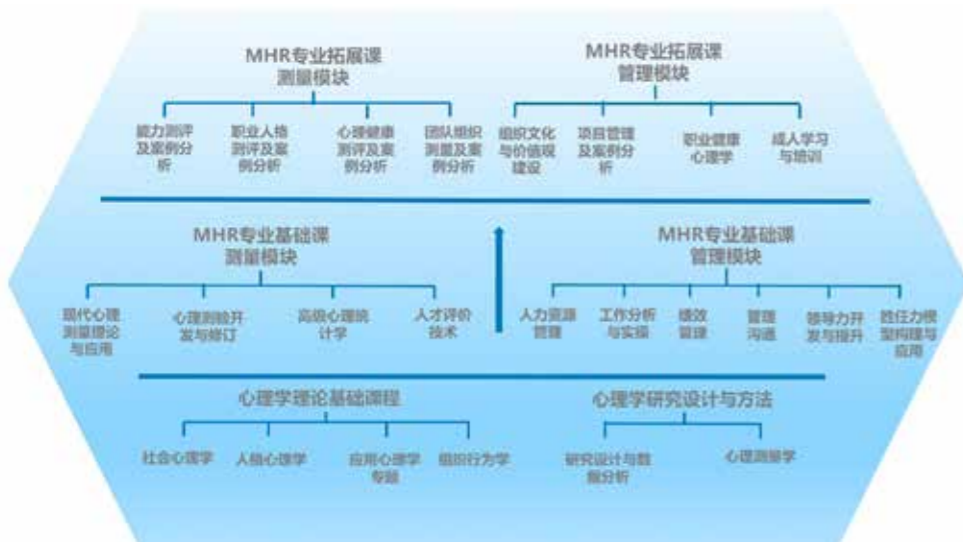 MHR专业拓展课
测量模块
能力测评
及案例分
析
职业人格
测评及案
例分析
心理健康
测评及案
例分析
团队组织
测量及案
例分析
MHR专业拓展课
管理模块
组织文化
与价值观
建设
项目管理
及案例分
析
职业健康
心理学
成人学习
与培训
MHR专业基础课
测量模块
现代心理
测量理论
与应用
心理测验开
发与修订
高级心理统
计学
人才评价
技术
MHR专业基础课
管理模块
人力资源
管理
工作分析
与实操
绩效
管理
管理
沟通
领导力开
发与提升
胜任力模
型构建与
应用
心理学理论基础课程
社会心理学
人格心理学
应用心理学
专题
组织行为学
心理学研究设计与方法
研究设计与数
据分析
心理测量学